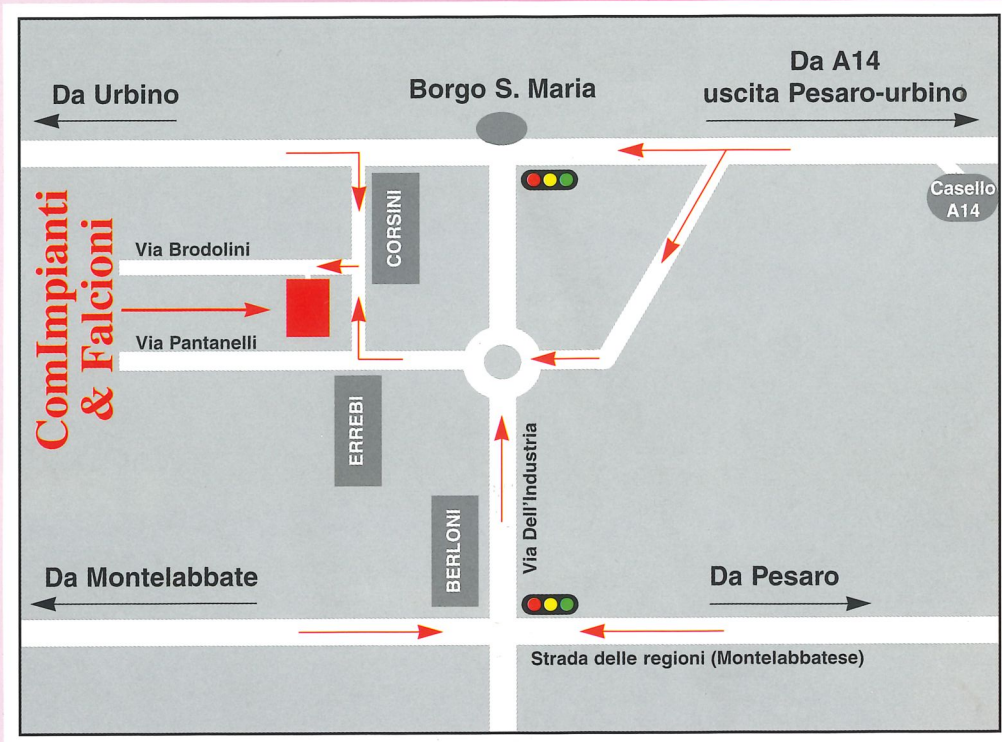 Da Urbino
Borgo S. Maria
Da A14
uscita Pesaro-urbino
Casello
A14
CORSINI
ComImpianti
& Falcioni
Via Brodolini
Via Pantanelli
ERREBI
BERLONI
Via Dell'Industria
Da Montelabbate
Da Pesaro
Strada delle regioni (Montelabbatese)